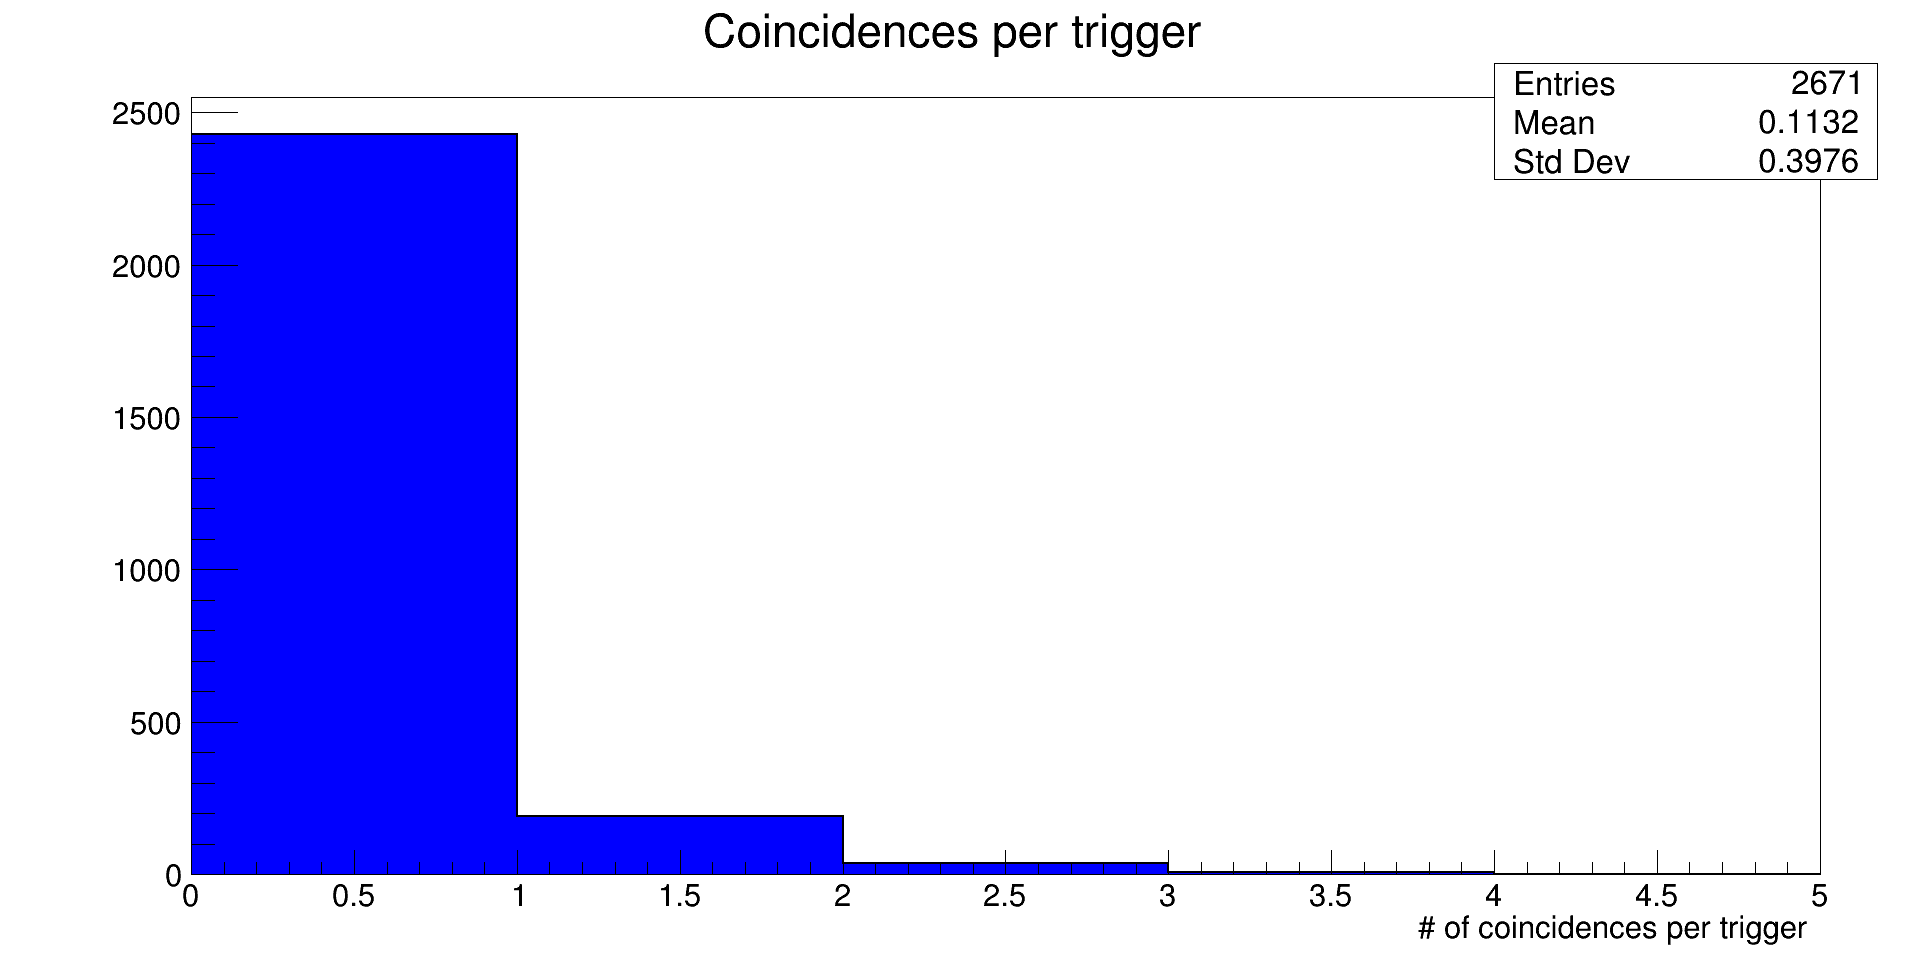 Coincidences per trigger
Entries 2671
Mean 0.1132
Std Dev 0.3976
2500
2000
1500
1000
500
0
0 0.5 1 1.5 2 2.5 3 3.5 4 4.5 5
# of coincidences per trigger